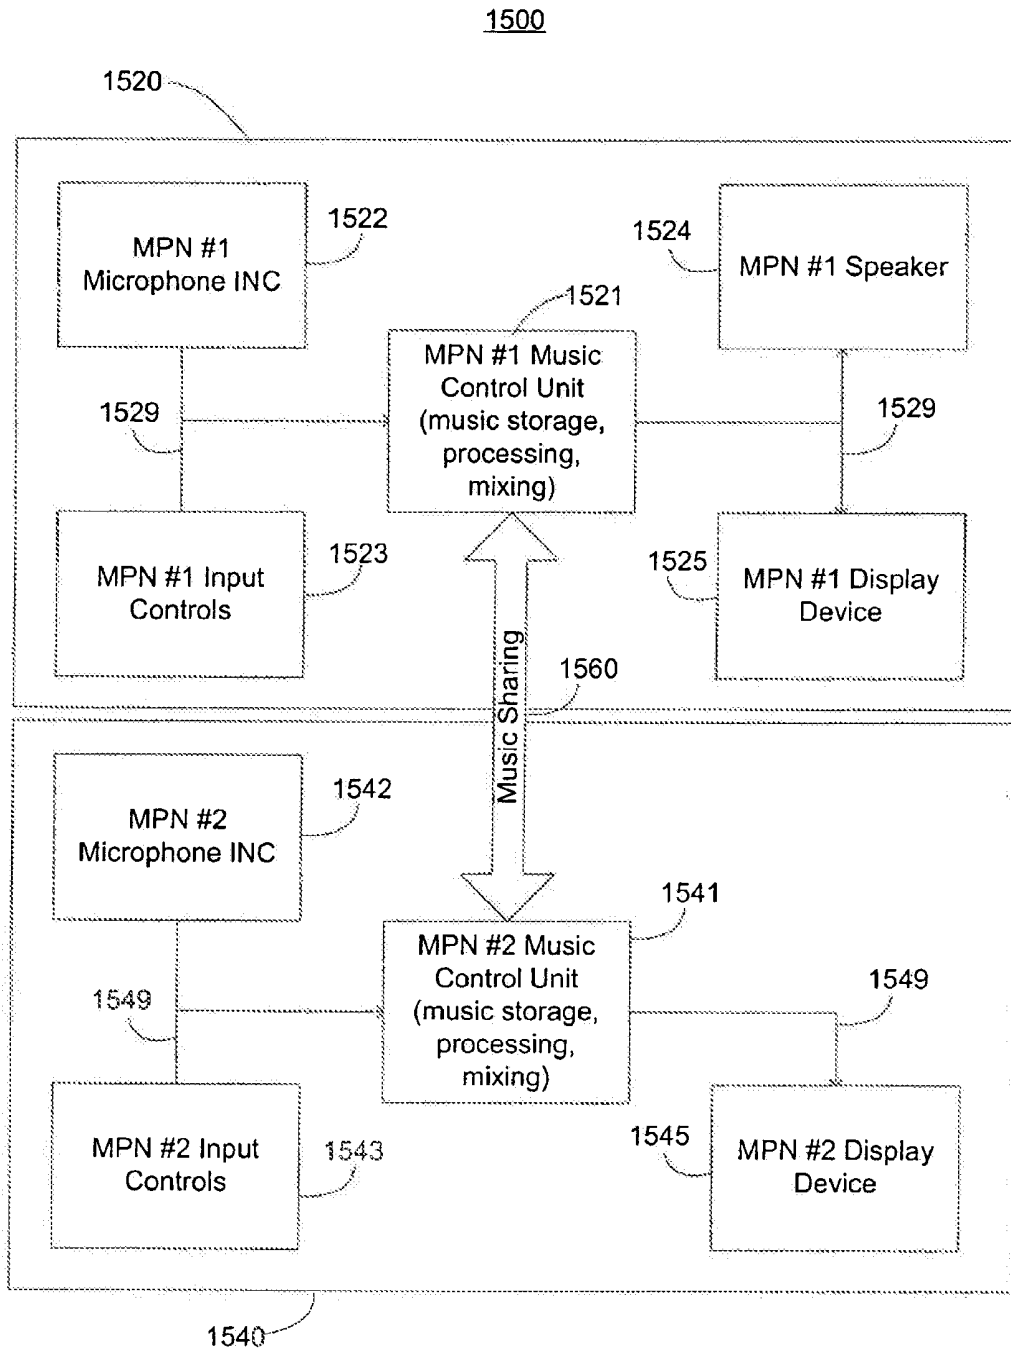 1500
1520
MPN #1
Microphone INC
1522
1524
MPN #1 Speaker
1521
MPN #1 Music
Control Unit
(music storage,
processing,
mixing)
1529
1529
MPN #1 Input
Controls
1523
1525
MPN #1 Display
Device
Music Sharing
1560
MPN #2
Microphone INC
1542
1541
MPN #2 Music
Control Unit
(music storage,
processing,
mixing)
1549
1549
MPN #2 Input
Controls
1543
1545
MPN #2 Display
Device
1540